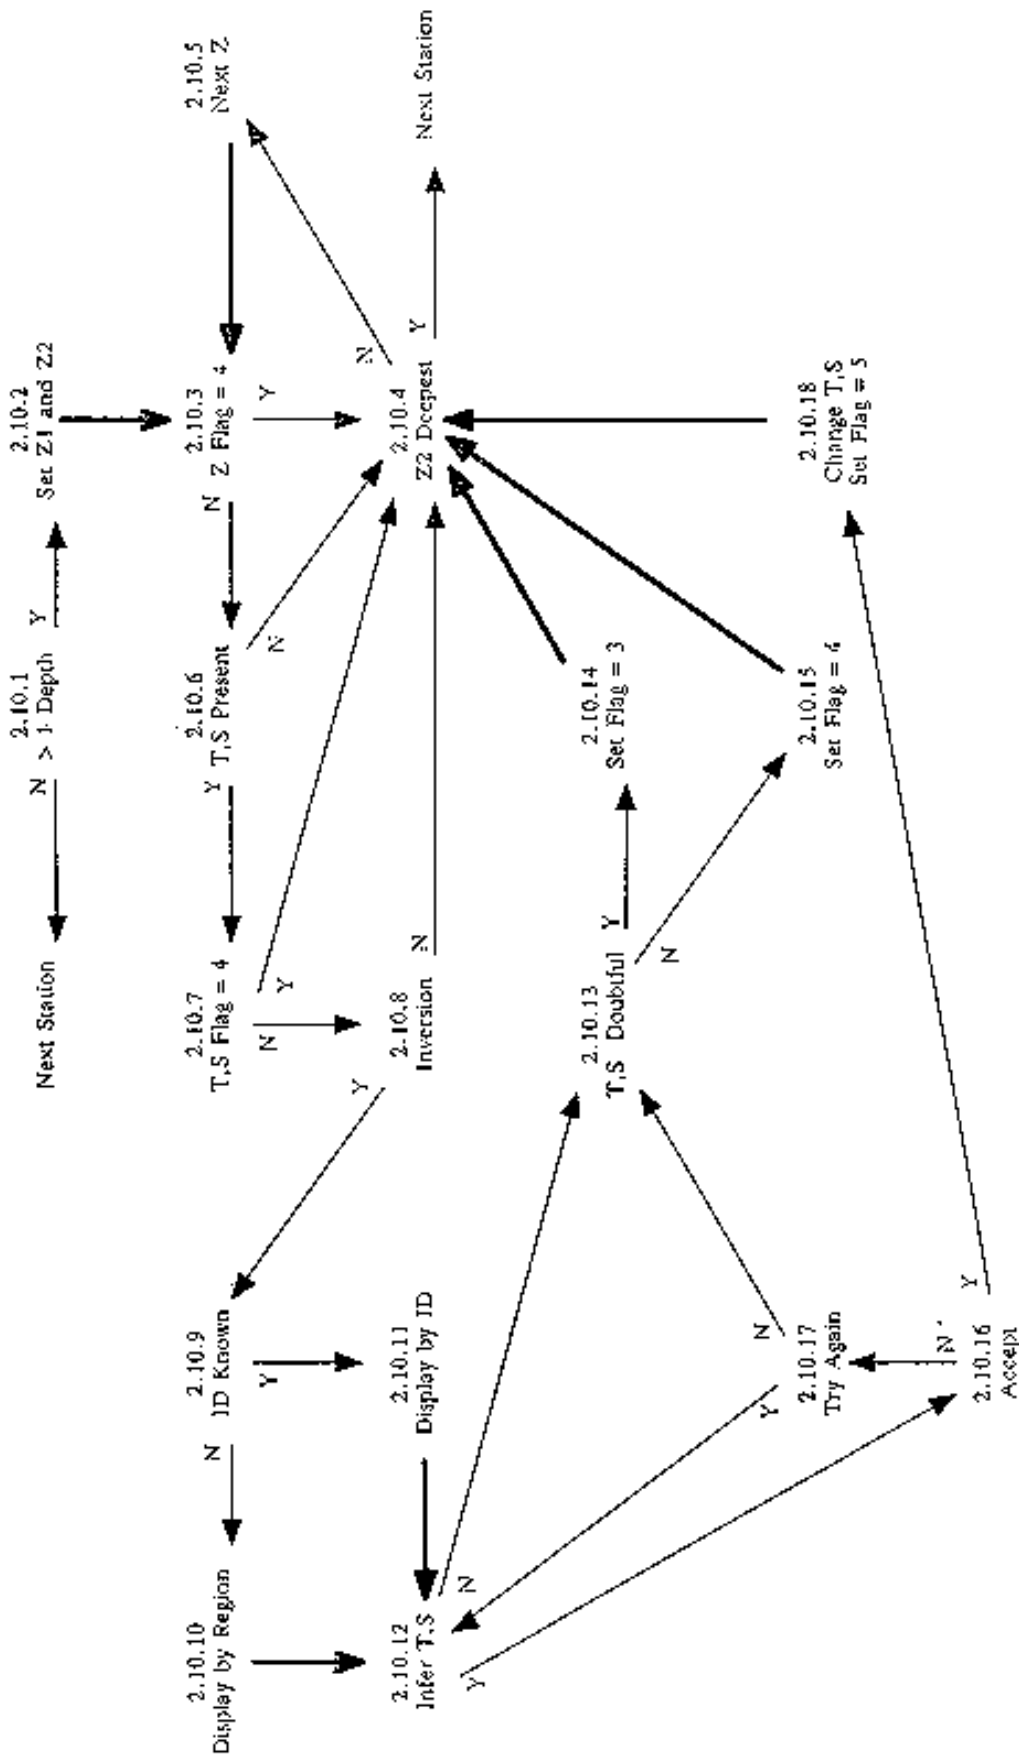 Next Station
N
2.10.1
> 1 Depth
Y
2.10.2
Set Z1 and Z2
2.10.10
Display by Region
N
2.10.9
ID Known
Y
2.10.7
T,S Flag = 4
N
Y
2.10.6
T,S Present
Y
N
2.10.3
Z Flag = 4
N
Y
2.10.5
Next Z
2.10.12
Infer T,S
Y
N
2.10.11
Display by ID
2.10.8
Inversion
Y
N
2.10.4
Z2 Deepest
N
Y
Next Station
2.10.13
T,S Doubtful
Y
N
2.10.14
Set Flag = 3
2.10.17
Try Again
Y
N
2.10.15
Set Flag = 4
2.10.18
Change T,S
Set Flag = 5
2.10.16
Accept
N
Y